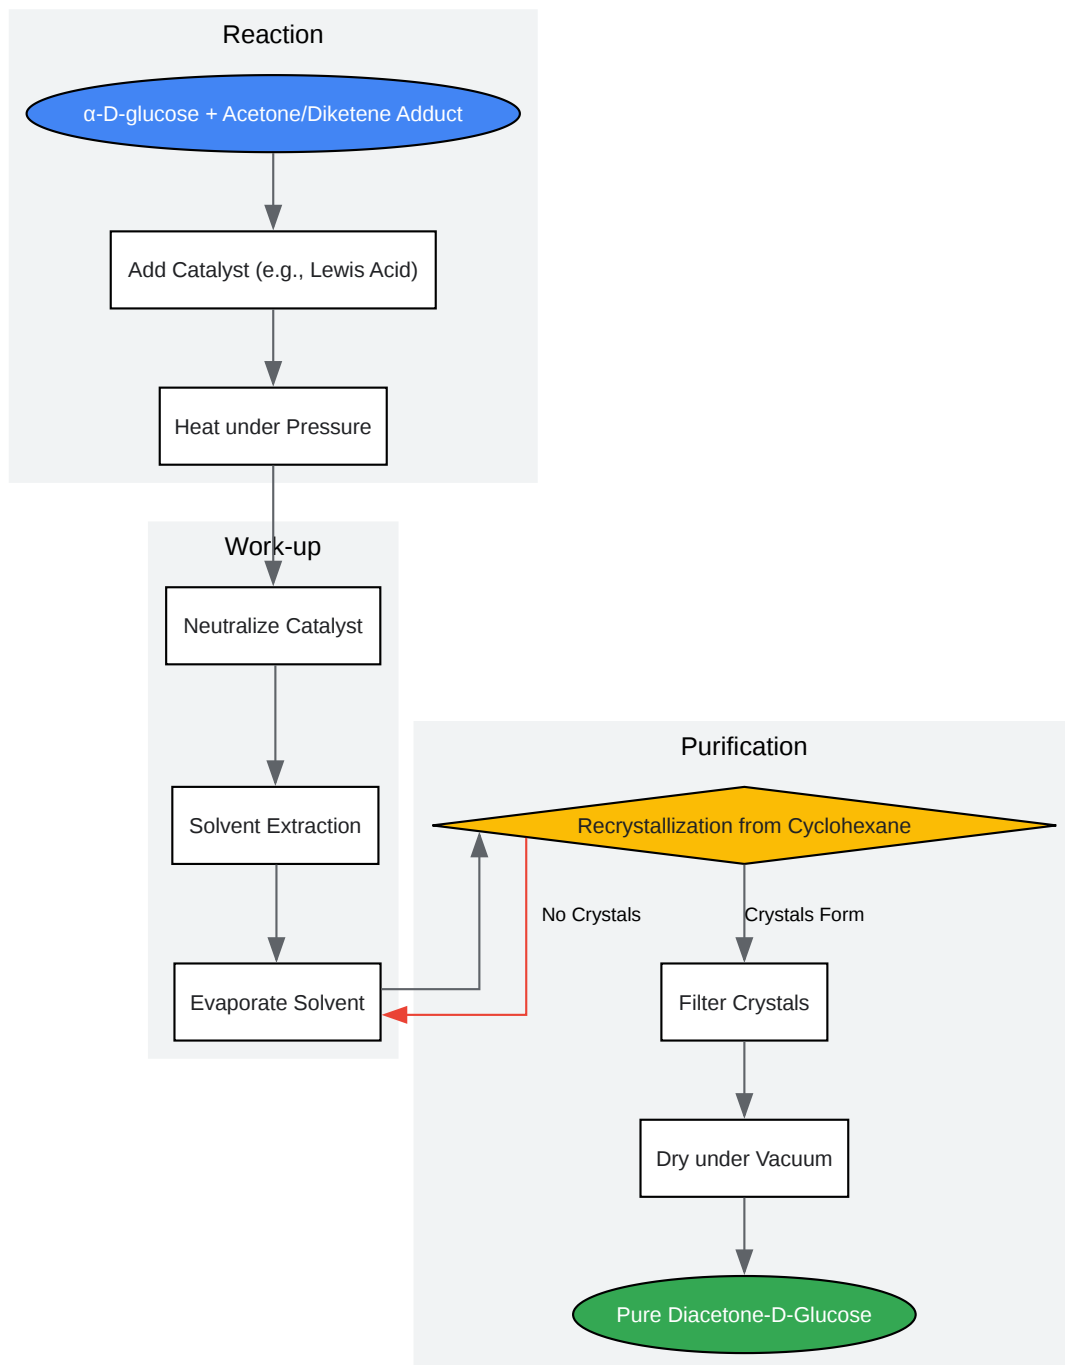 Reaction
α-D-glucose + Acetone/Diketene Adduct
Add Catalyst (e.g., Lewis Acid)
Heat under Pressure
Work-up
Neutralize Catalyst
Solvent Extraction
Evaporate Solvent
Purification
Recrystallization from Cyclohexane
No Crystals
Crystals Form
Filter Crystals
Dry under Vacuum
Pure Diacetone-D-Glucose